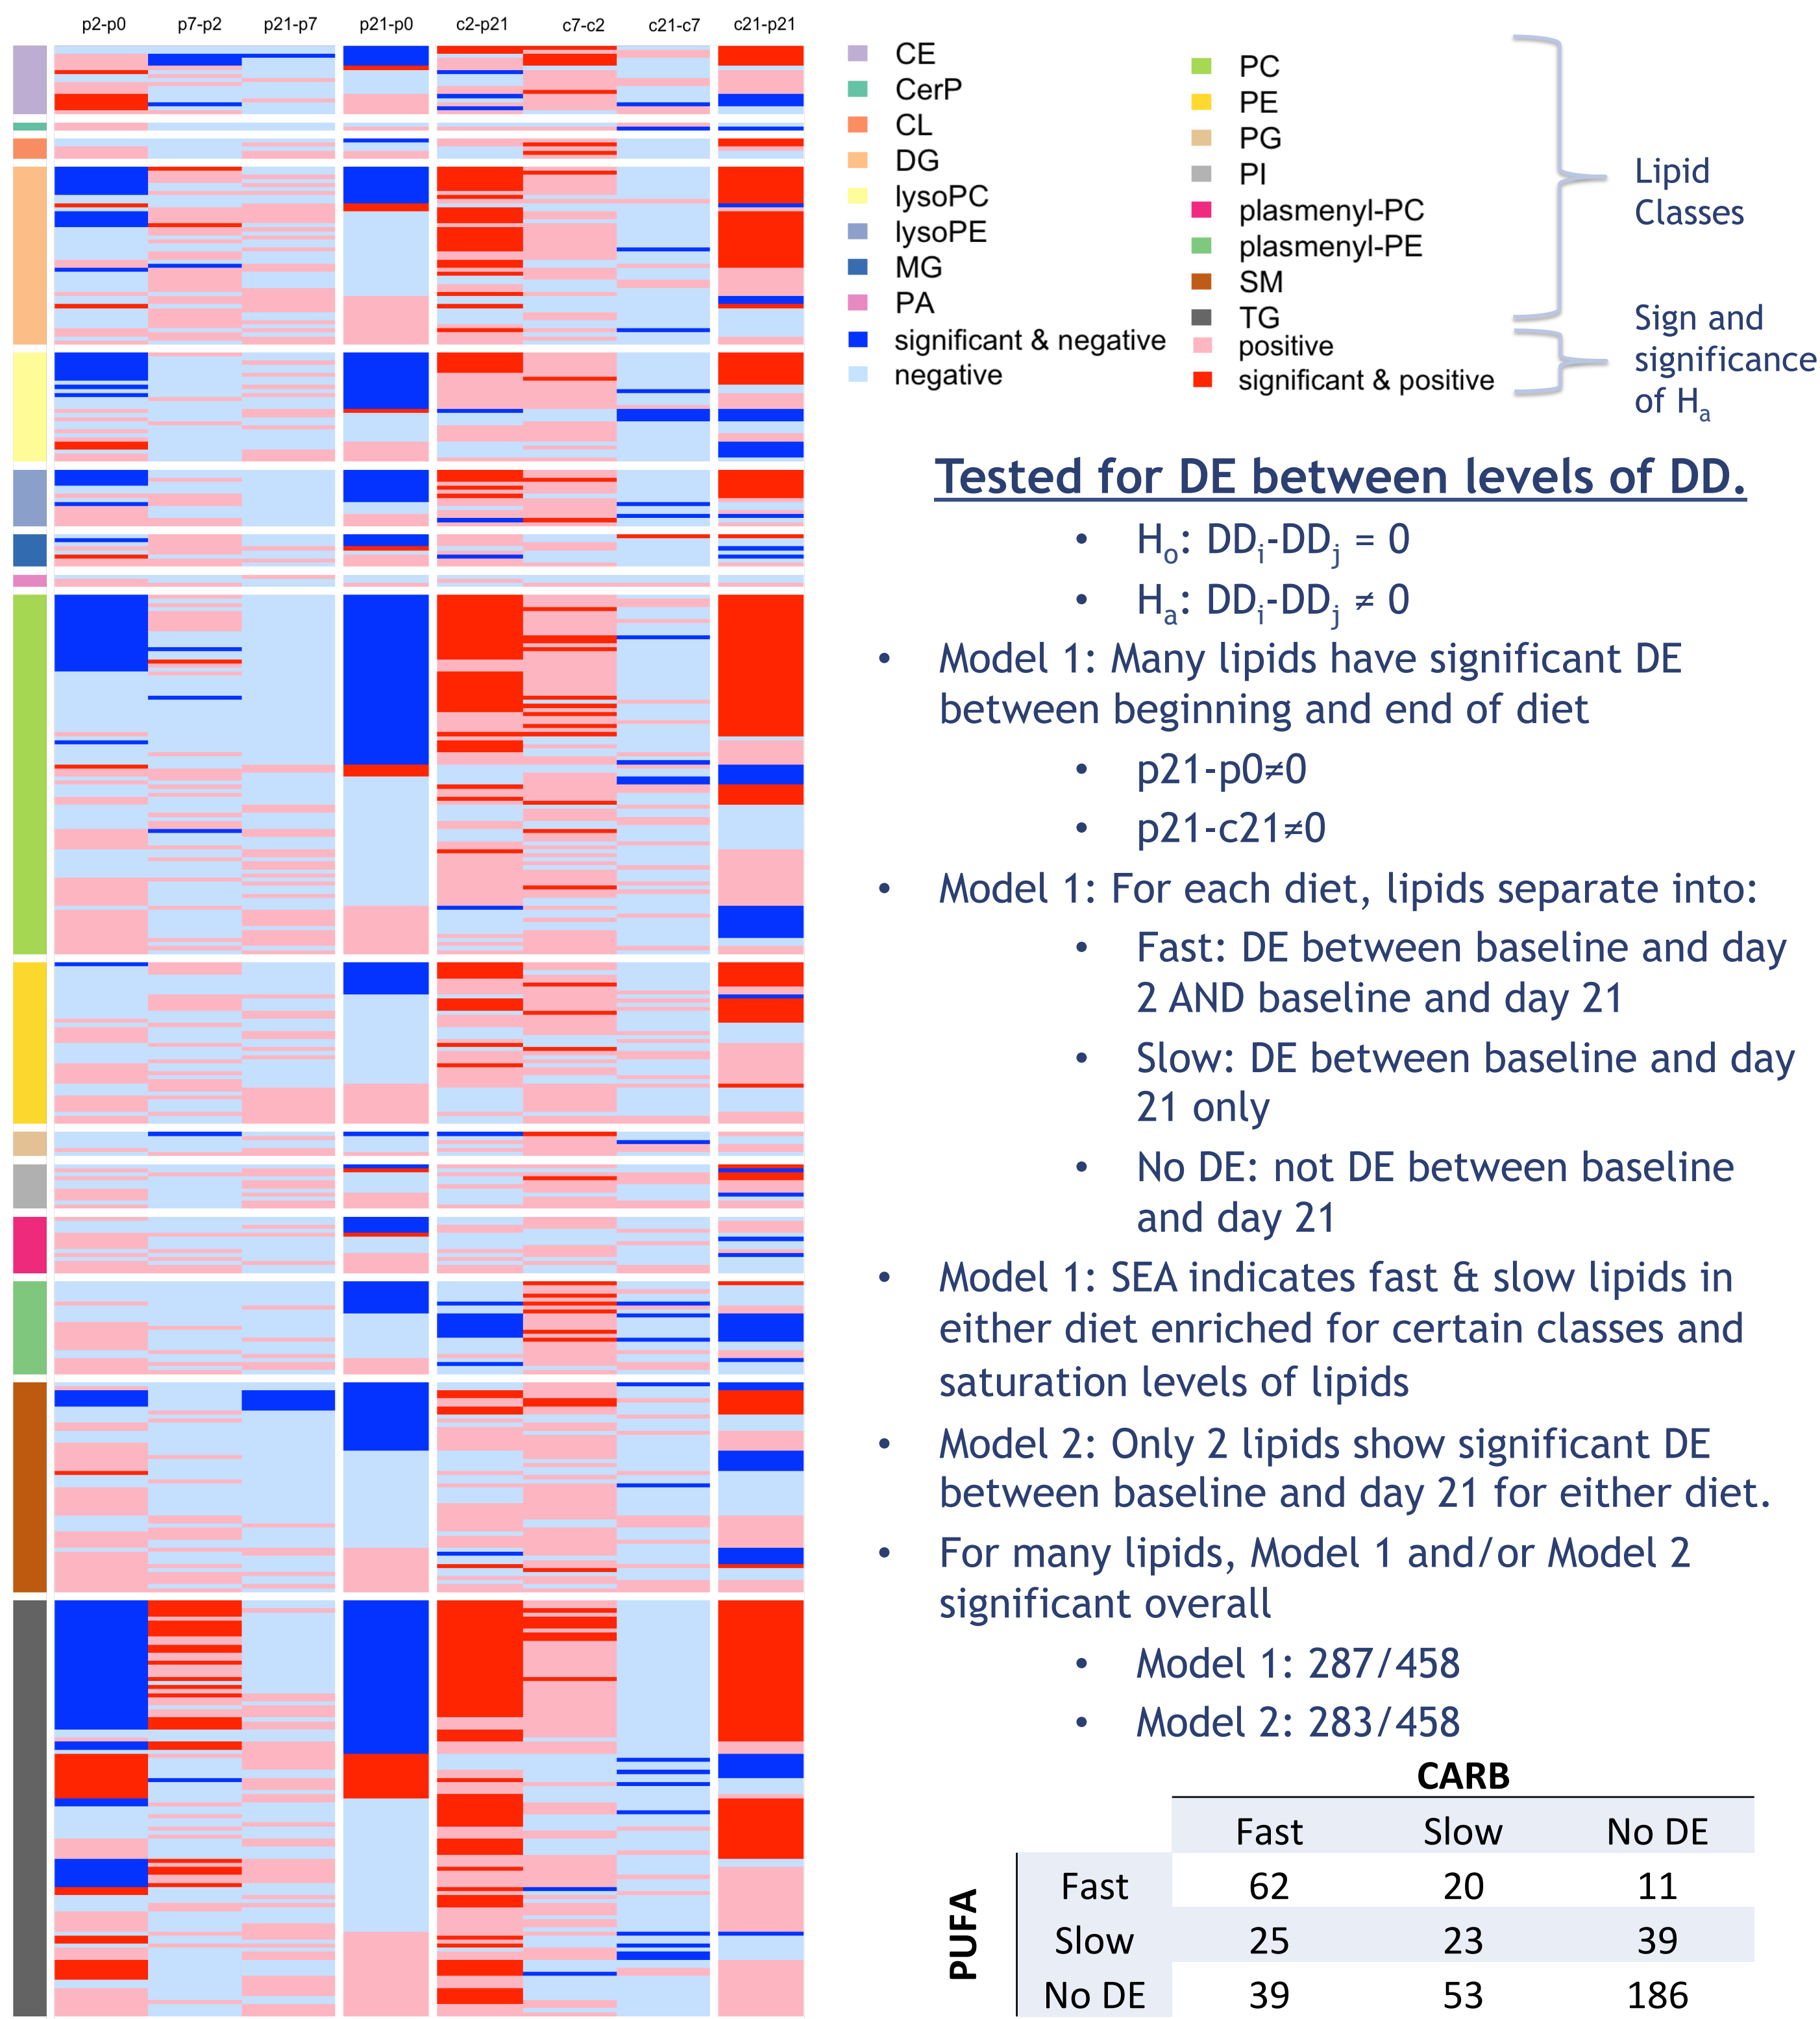 p2-p0 p7-p2 p21-p7 p21-p0 c2-p21 c7-c2 c21-c7 c21-p21
CE
CerP
CL
DG
lysoPC
lysoPE
MG
PA
significant & negative
negative
PC
PE
PG
PI
plasmenyl-PC
plasmenyl-PE
SM
TG
positive
significant & positive
Lipid
Classes
Sign and
significance
of Ha
Tested for DE between levels of DD.
• Ho: DDi-DDj = 0
• Ha: DDi-DDj ≠ 0
• Model 1: Many lipids have significant DE
between beginning and end of diet
• p21-p0≠0
• p21-c21≠0
• Model 1: For each diet, lipids separate into:
• Fast: DE between baseline and day
2 AND baseline and day 21
• Slow: DE between baseline and day
21 only
• No DE: not DE between baseline
and day 21
• Model 1: SEA indicates fast & slow lipids in
either diet enriched for certain classes and
saturation levels of lipids
• Model 2: Only 2 lipids show significant DE
between baseline and day 21 for either diet.
• For many lipids, Model 1 and/or Model 2
significant overall
• Model 1: 287/458
• Model 2: 283/458
CARB
Fast Slow No DE
PUFA
Fast 62 20 11
Slow 25 23 39
No DE 39 53 186